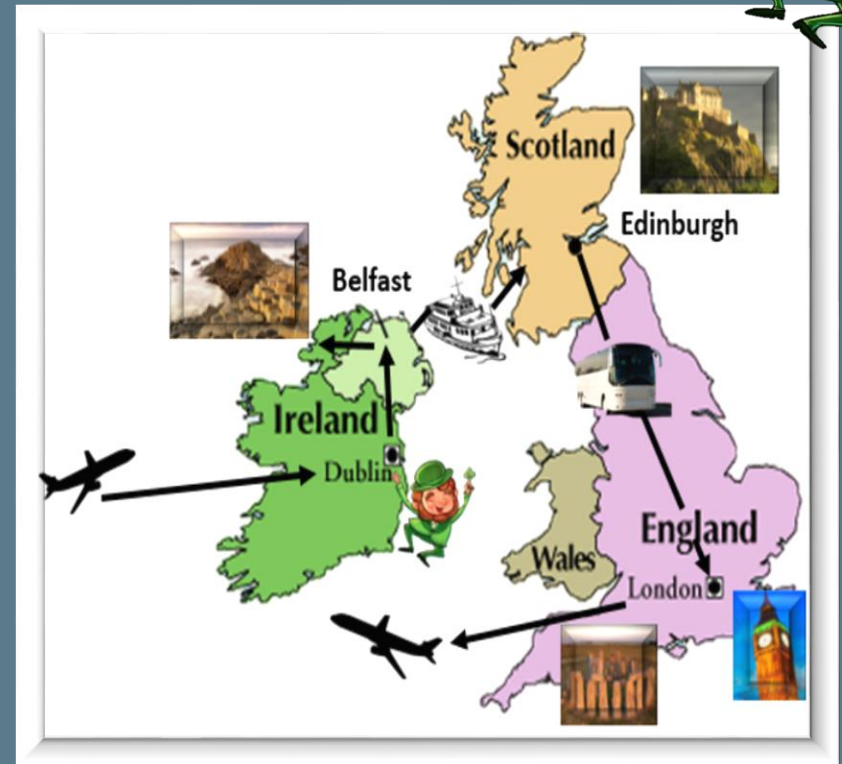 Scotland
Edinburgh
Belfast
Ireland
Dublin
England
Wales
London